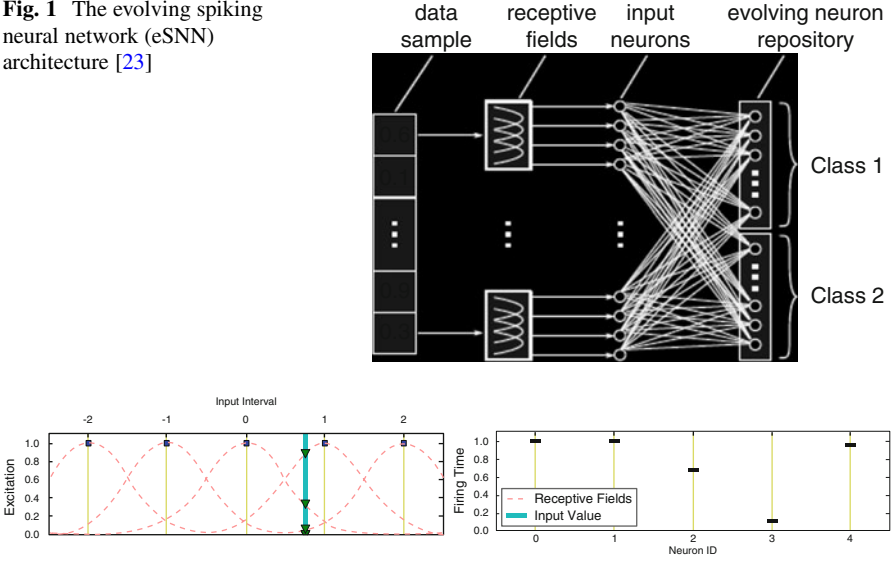 Fig. 1 The evolving spiking
neural network (eSNN)
architecture [23]
data
sample
receptive
fields
input
neurons
evolving neuron
repository
Class 1
Class 2
Input Interval
-2 -1 0 1 2
Excitation
1.0
0.8
0.6
0.4
0.2
0.0
Firing Time
1.0
0.8
0.6
0.4
0.2
0.0
Receptive Fields
Input Value
0 1 2 3 4
Neuron ID